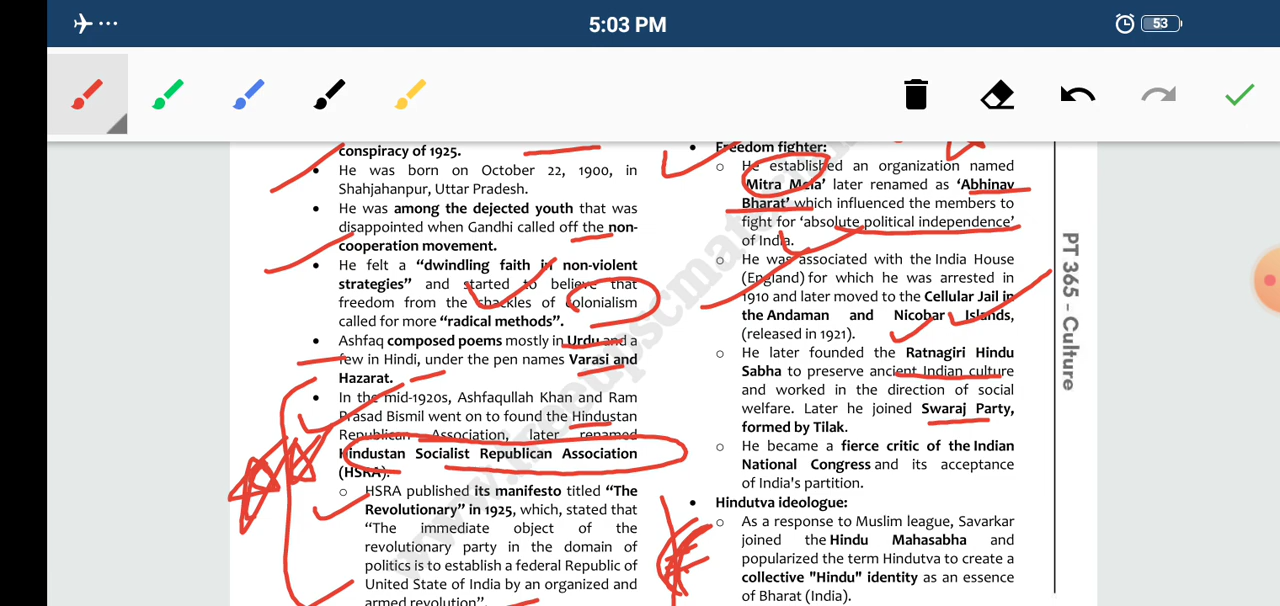 5:03 PM
53
conspiracy of 1925.
• He was born on October 22, 1900, in
Shahjahanpur, Uttar Pradesh.
• He was among the dejected youth that was
disappointed when Gandhi called off the non-
cooperation movement.
• He felt a “dwindling faith in non-violent
strategies” and started to believe that
freedom from the shackles of colonialism
called for more “radical methods”.
• Ashfaq composed poems mostly in Urdu and a
few in Hindi, under the pen names Varasi and
Hazarat.
• In the mid-1920s, Ashfaqullah Khan and Ram
Prasad Bismil went on to found the Hindustan
Republican Association, later renamed
Hindustan Socialist Republican Association
(HSRA).
o HSRA published its manifesto titled “The
Revolutionary” in 1925, which, stated that
“The immediate object of the
revolutionary party in the domain of
politics is to establish a federal Republic of
United State of India by an organized and
armed revolution”.
• Freedom fighter:
o He established an organization named
‘Mitra Mela’ later renamed as ‘Abhinav
Bharat’ which influenced the members to
fight for ‘absolute political independence’
of India.
o He was associated with the India House
(England) for which he was arrested in
1910 and later moved to the Cellular Jail in
the Andaman and Nicobar Islands,
(released in 1921).
o He later founded the Ratnagiri Hindu
Sabha to preserve ancient Indian culture
and worked in the direction of social
welfare. Later he joined Swaraj Party,
formed by Tilak.
o He became a fierce critic of the Indian
National Congress and its acceptance
of India's partition.
• Hindutva ideologue:
o As a response to Muslim league, Savarkar
joined the Hindu Mahasabha and
popularized the term Hindutva to create a
collective "Hindu" identity as an essence
of Bharat (India).
PT 365 - Culture